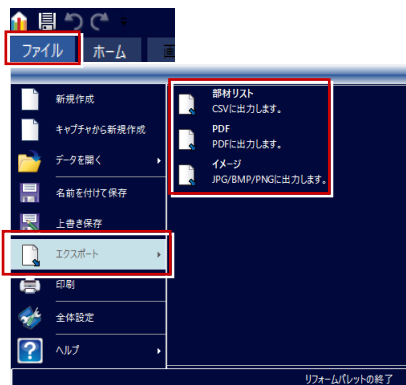 ファイル
ホーム
新規作成
キャプチャから新規作成
データを開く
名前を付けて保存
上書き保存
エクスポート
印刷
全体設定
ヘルプ
部材リスト
CSVに出力します。
PDF
PDFに出力します。
イメージ
JPG/BMP/PNGに出力します。
リフォームパレットの終了